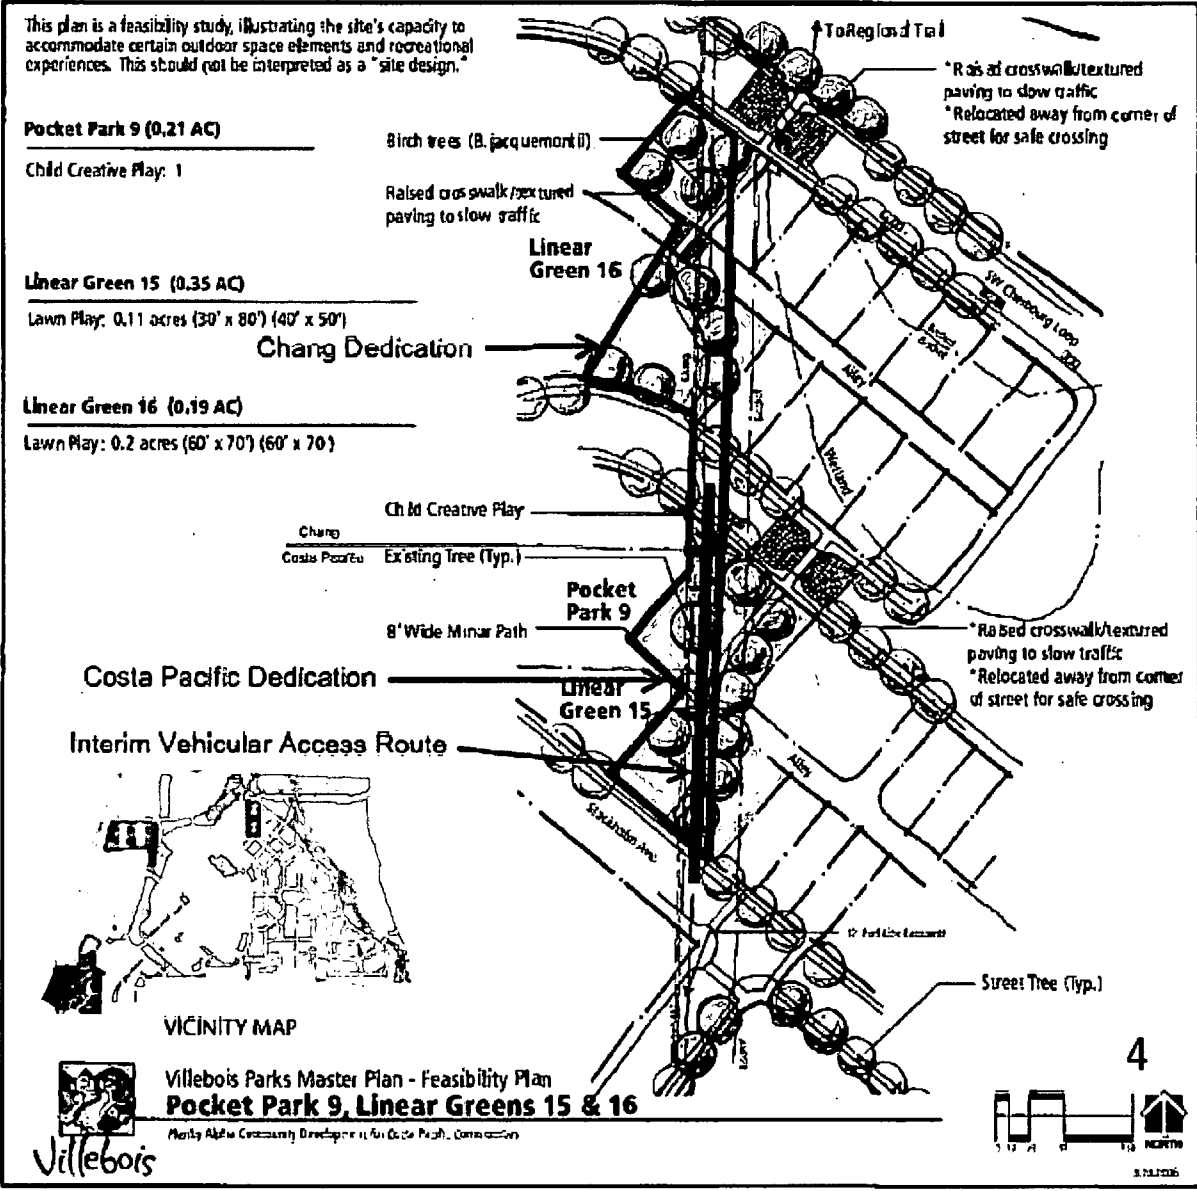 This plan is a feasibility study, illustrating the site's capacity to
accommodate certain outdoor space elements and recreational
experiences. This should not be interpreted as a "site design."
Pocket Park 9 (0.21 AC)
Child Creative Play: 1
Linear Green 15 (0.35 AC)
Lawn Play: 0.11 acres (30' x 80') (40' x 50')
Chang Dedication
Linear Green 16 (0.19 AC)
Lawn Play: 0.2 acres (60' x 70') (60' x 70')
To Regional Trail
*Raised crosswalk/textured
paving to slow traffic
*Relocated away from corner of
street for safe crossing
Birch trees (B. jacquemontii)
Raised crosswalk/textured
paving to slow traffic
Linear
Green 16
SW Cherbourg Loop
Alley
Wetland
Child Creative Play
Chang
Costa Pacific
Existing Tree (Typ.)
Pocket
Park 9
8' Wide Minor Path
*Raised crosswalk/textured
paving to slow traffic
*Relocated away from corner
of street for safe crossing
Costa Pacific Dedication
Linear
Green 15
Interim Vehicular Access Route
Alley
Street Tree (Typ.)
VICINITY MAP
4
Villebois Parks Master Plan - Feasibility Plan
Pocket Park 9, Linear Greens 15 & 16
Villebois
NORTH